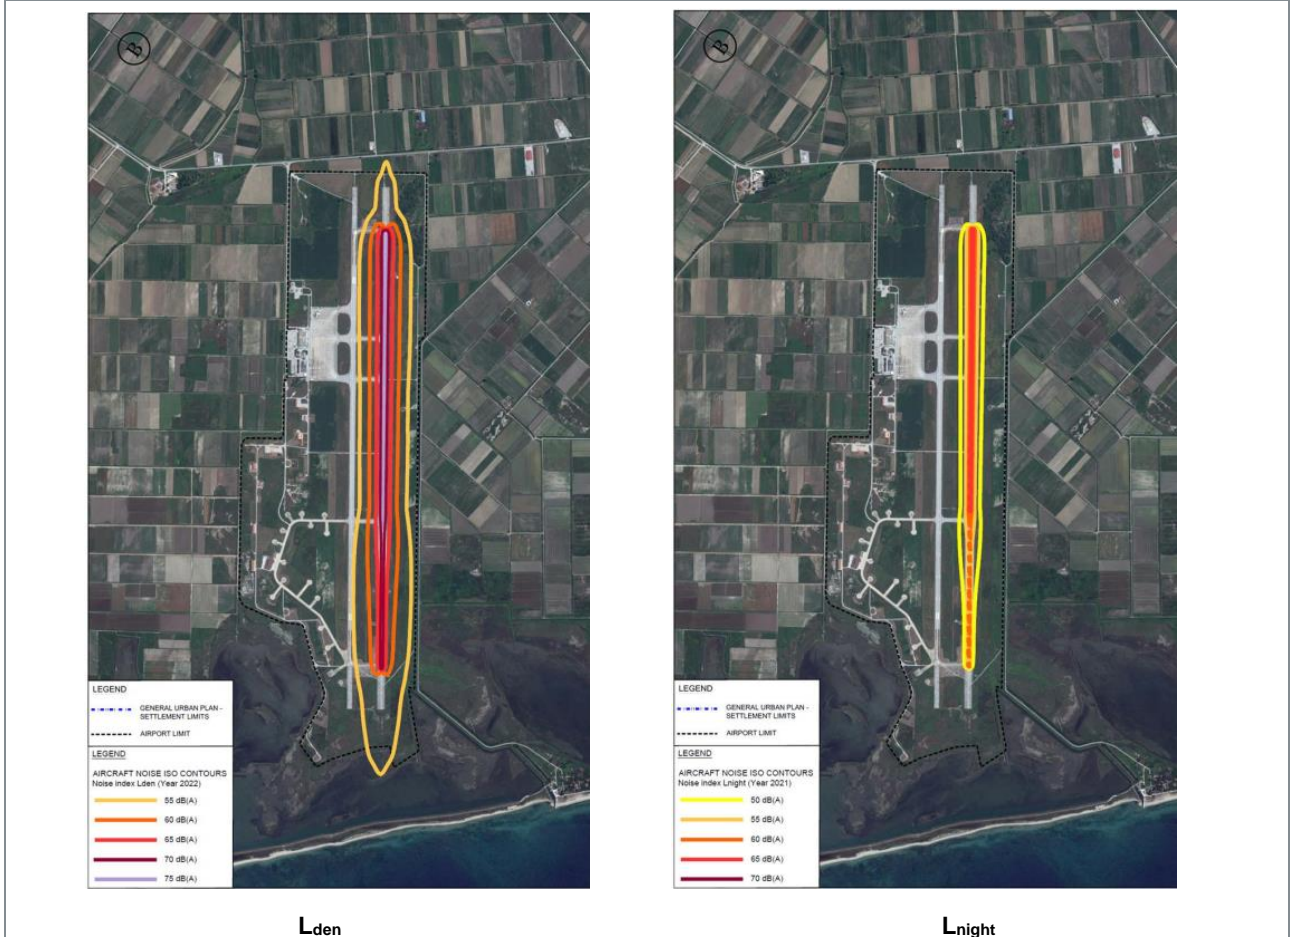 B
LEGEND
GENERAL URBAN PLAN -
SETTLEMENT LIMITS
AIRPORT LIMIT
LEGEND
AIRCRAFT NOISE ISO CONTOURS
Noise index Lden (Year 2022)
55 dB(A)
60 dB(A)
65 dB(A)
70 dB(A)
75 dB(A)
Lden
B
LEGEND
GENERAL URBAN PLAN -
SETTLEMENT LIMITS
AIRPORT LIMIT
LEGEND
AIRCRAFT NOISE ISO CONTOURS
Noise index Lnight (Year 2021)
50 dB(A)
55 dB(A)
60 dB(A)
65 dB(A)
70 dB(A)
Lnight